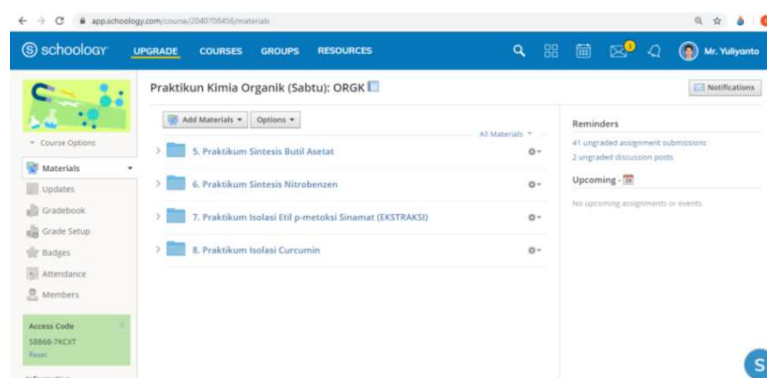 app.schoology.com/course/2040708456/materials
S schoology
UPGRADE
COURSES
GROUPS
RESOURCES
1
Mr. Yuliyanto
Praktikun Kimia Organik (Sabtu): ORGK
Notifications
Add Materials
Options
All Materials
Course Options
Materials
Updates
Gradebook
Grade Setup
Badges
Attendance
Members
Access Code
Reset
5. Praktikum Sintesis Butil Asetat
6. Praktikum Sintesis Nitrobenzen
7. Praktikum Isolasi Etil p-metoksi Sinamat (EKSTRAKSI)
8. Praktikum Isolasi Curcumin
Reminders
41 ungraded assignment submissions
2 ungraded discussion posts
Upcoming
No upcoming assignments or events
S